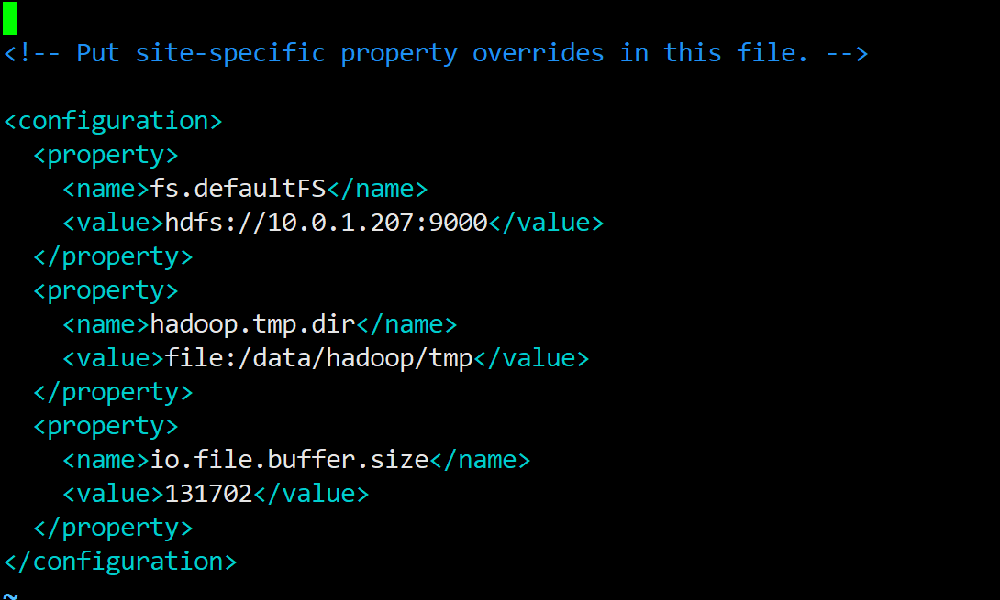 <!-- Put site-specific property overrides in this file. -->
<configuration>
  <property>
    <name>fs.defaultFS</name>
    <value>hdfs://10.0.1.207:9000</value>
  </property>
  <property>
    <name>hadoop.tmp.dir</name>
    <value>file:/data/hadoop/tmp</value>
  </property>
  <property>
    <name>io.file.buffer.size</name>
    <value>131702</value>
  </property>
</configuration>
~